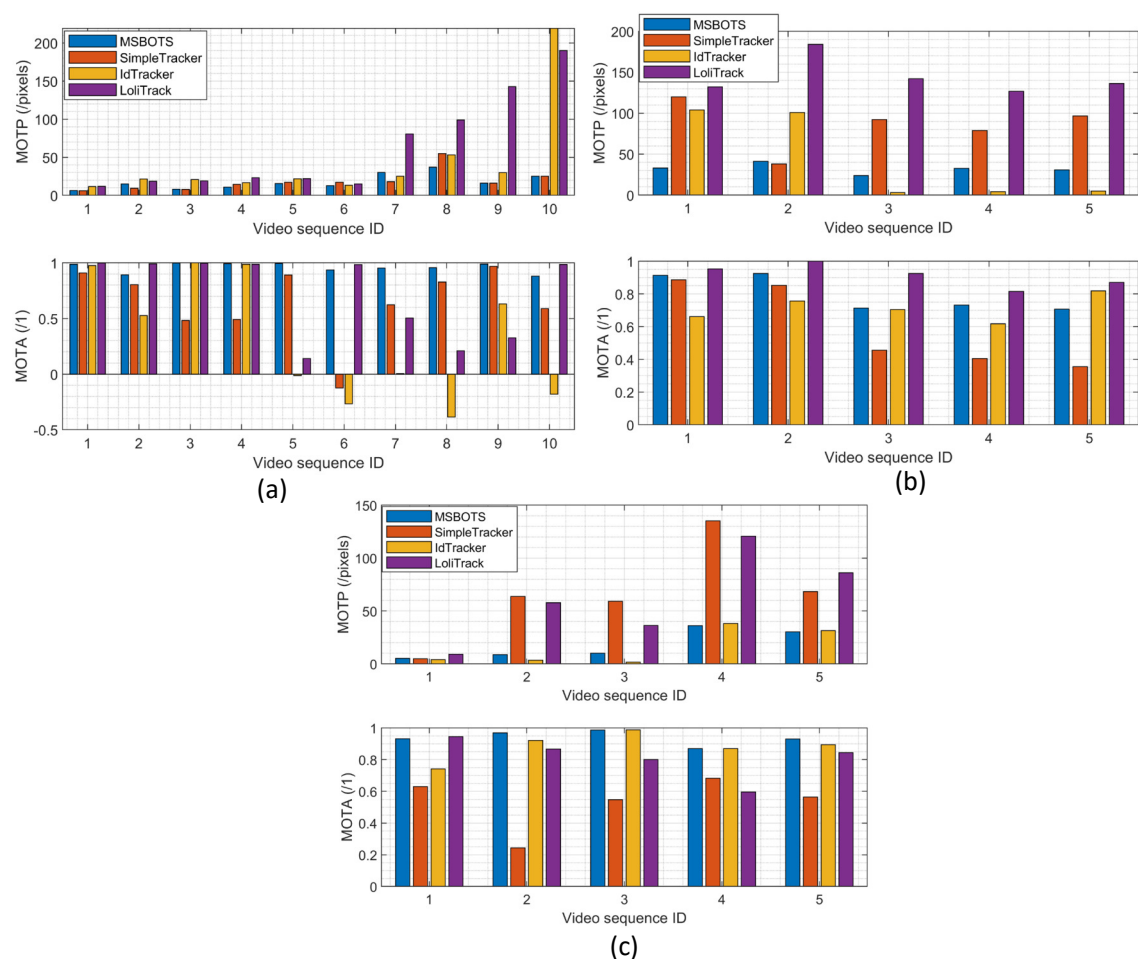 MOTP (/pixels)
200
150
100
50
0
MSBOTS
SimpleTracker
IdTracker
LoliTrack
1 2 3 4 5 6 7 8 9 10
Video sequence ID
MOTA (/1)
1
0.5
0
-0.5
1 2 3 4 5 6 7 8 9 10
Video sequence ID
(a)
MOTP (/pixels)
200
150
100
50
0
MSBOTS
SimpleTracker
IdTracker
LoliTrack
1 2 3 4 5
Video sequence ID
MOTA (/1)
1
0.8
0.6
0.4
0.2
0
1 2 3 4 5
Video sequence ID
(b)
MOTP (/pixels)
150
100
50
0
MSBOTS
SimpleTracker
IdTracker
LoliTrack
1 2 3 4 5
Video sequence ID
MOTA (/1)
1
0.8
0.6
0.4
0.2
0
1 2 3 4 5
Video sequence ID
(c)